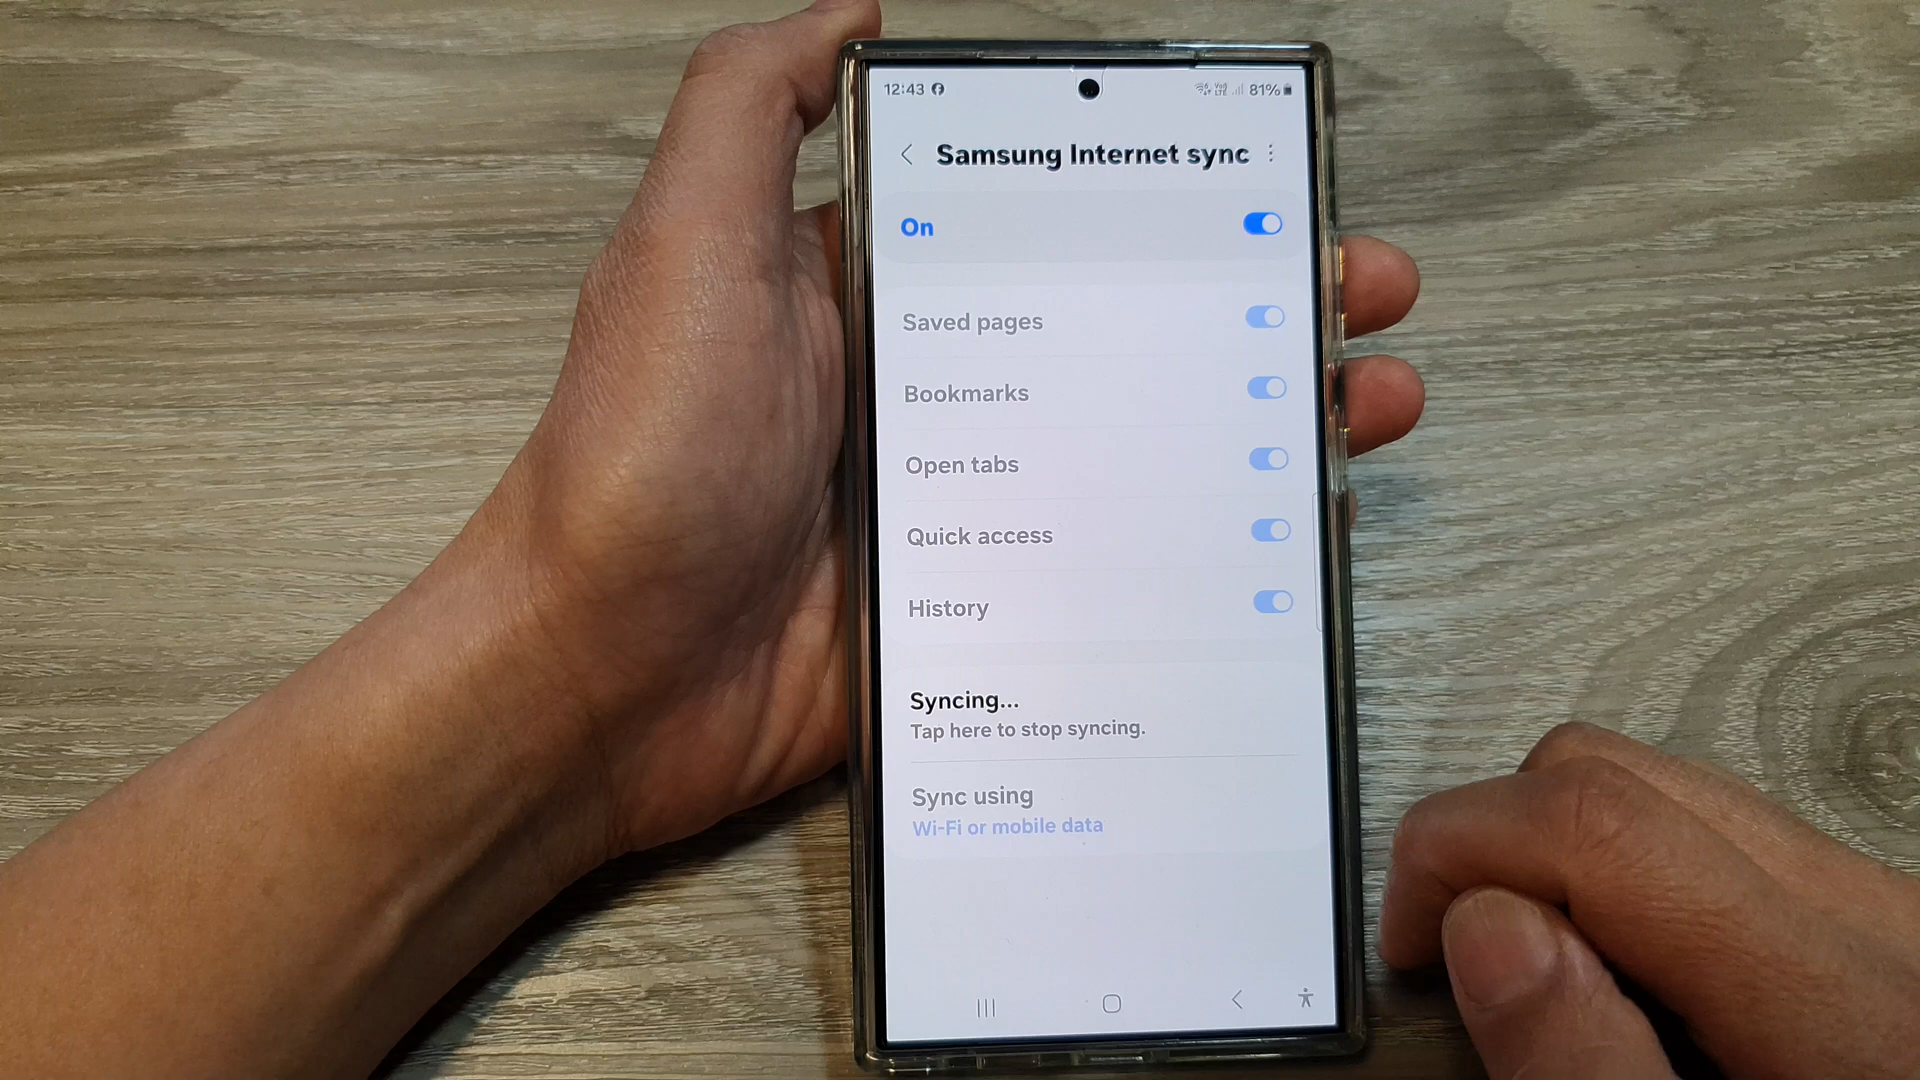 12:43
81%
Samsung Internet sync
On
Saved pages
Bookmarks
Open tabs
Quick access
History
Syncing...
Tap here to stop syncing.
Sync using
Wi-Fi or mobile data